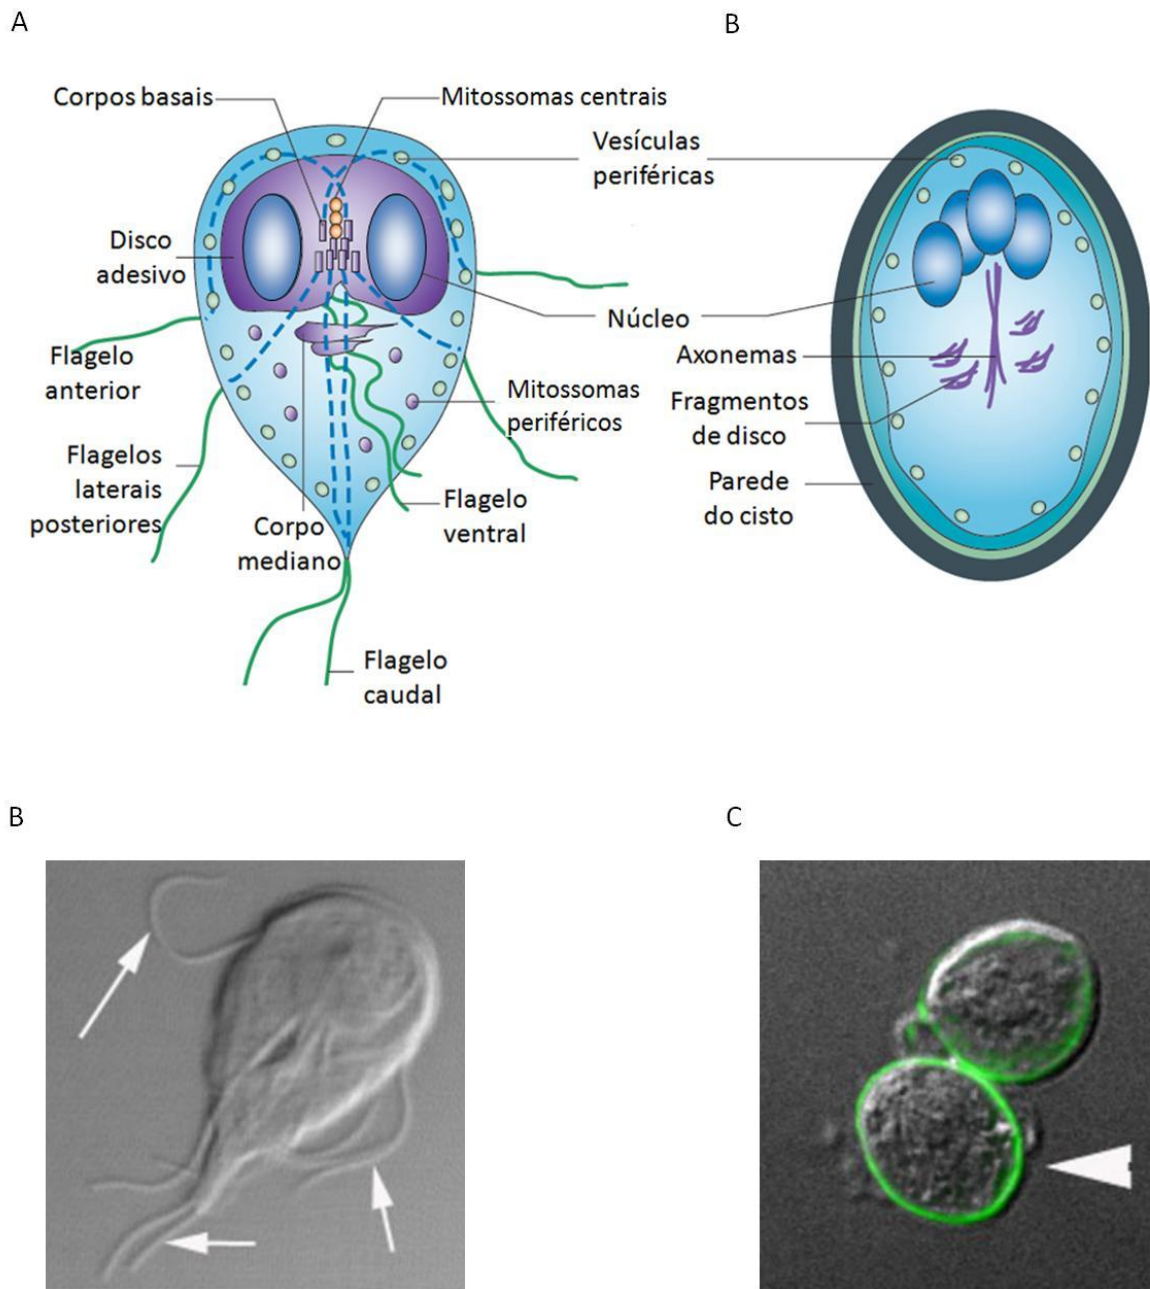 A
B
Corpos basais
Mitossomas centrais
Vesículas
periféricas
Disco
adesivo
Núcleo
Flagelo
anterior
Axonemas
Mitossomas
periféricos
Fragmentos
de disco
Flagelos
laterais
posteriores
Parede
do cisto
Flagelo
ventral
Corpo
mediano
Flagelo
caudal
B
C